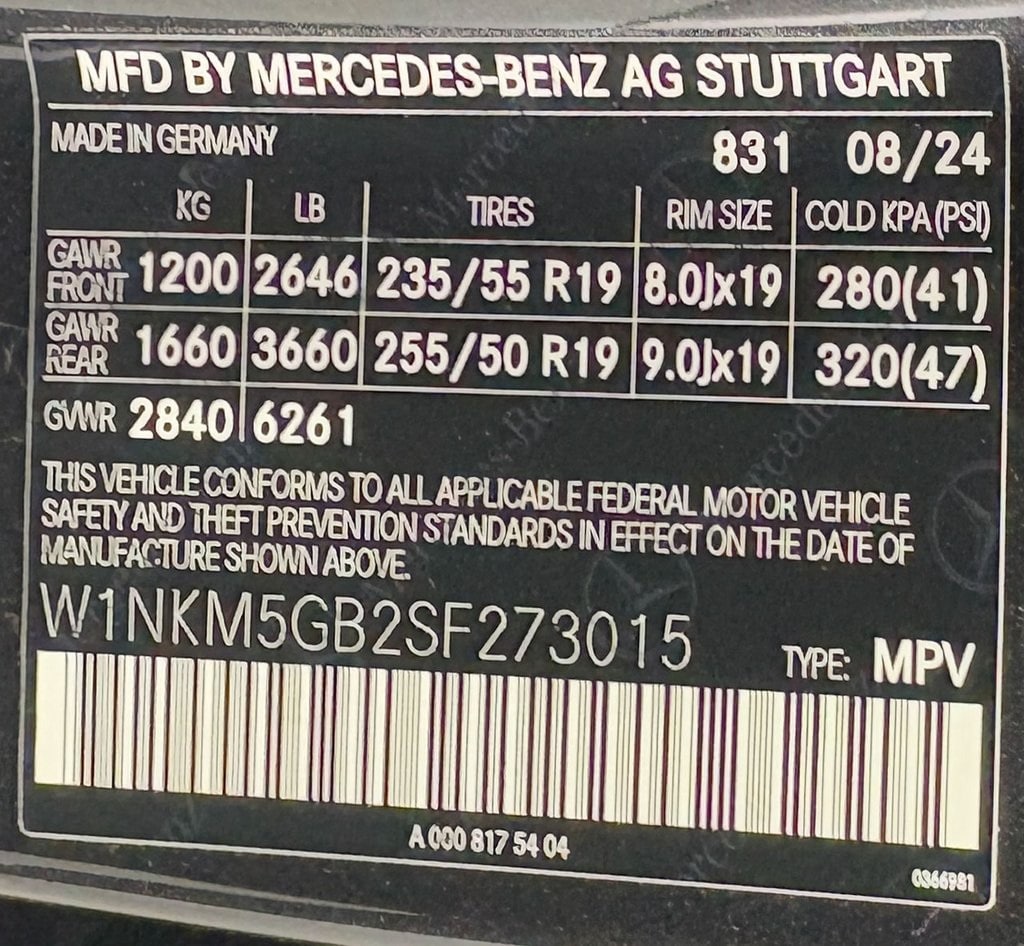 MFD BY MERCEDES-BENZ AG STUTTGART
MADE IN GERMANY 831 08/24
KG LB TIRES RIM SIZE COLD KPA (PSI)
GAWR FRONT 1200 2646 235/55 R19 8.0Jx19 280(41)
GAWR REAR 1660 3660 255/50 R19 9.0Jx19 320(47)
GVWR 2840 6261
THIS VEHICLE CONFORMS TO ALL APPLICABLE FEDERAL MOTOR VEHICLE
SAFETY AND THEFT PREVENTION STANDARDS IN EFFECT ON THE DATE OF
MANUFACTURE SHOWN ABOVE.
W1NKM5GB2SF273015 TYPE: MPV
A 000 817 54 04